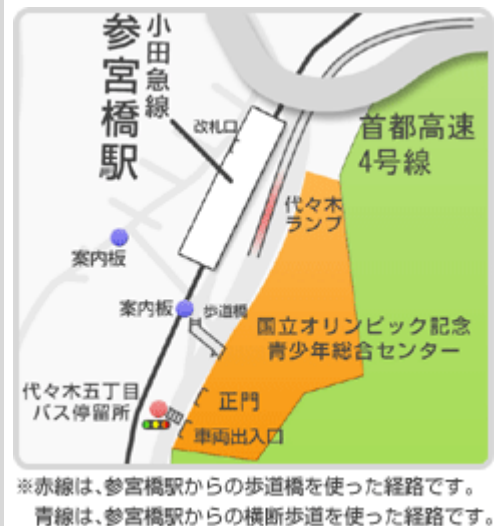 小田急線
参宮橋駅
改札口
首都高速
4号線
代々木
ランプ
案内板
案内板
歩道橋
国立オリンピック記念
青少年総合センター
代々木五丁目
バス停留所
正門
車両出入口
※赤線は、参宮橋駅からの歩道橋を使った経路です。
青線は、参宮橋駅からの横断歩道を使った経路です。